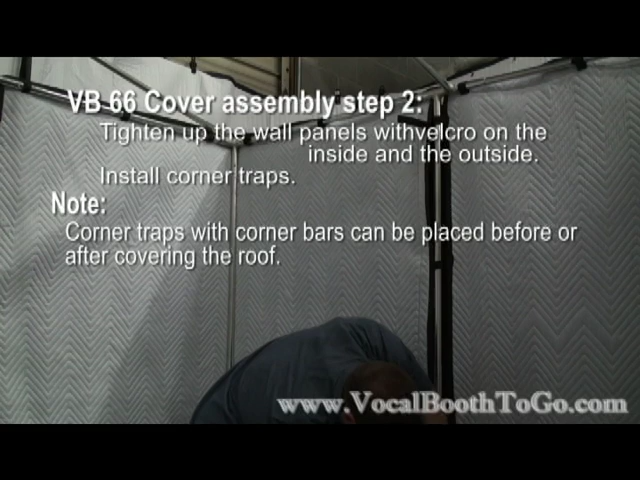 VB 66 Cover assembly step 2:
Tighten up the wall panels withvelcro on the
inside and the outside.
Install corner traps.
Note:
Corner traps with corner bars can be placed before or
after covering the roof.
www.VocalBoothToGo.com